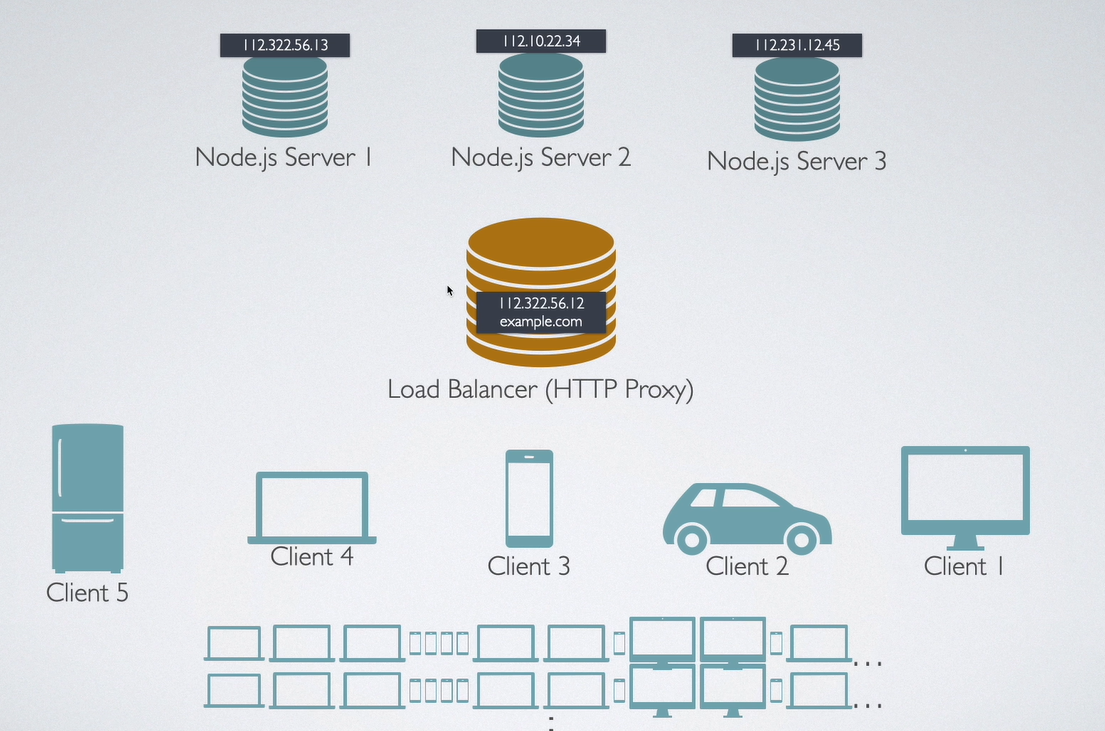 112.322.56.13
112.10.22.34
112.231.12.45
Node.js Server 1
Node.js Server 2
Node.js Server 3
112.322.56.12
example.com
Load Balancer (HTTP Proxy)
Client 5
Client 4
Client 3
Client 2
Client 1
...
...